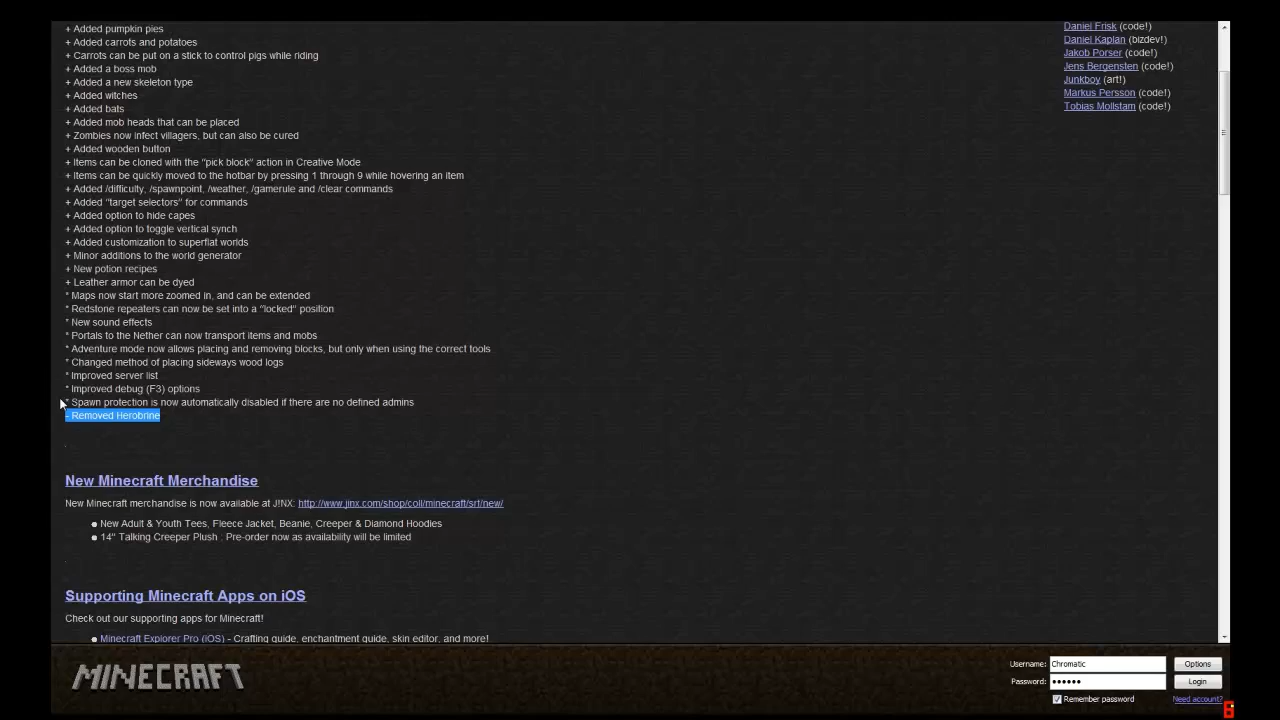 + Added pumpkin pies
+ Added carrots and potatoes
+ Carrots can be put on a stick to control pigs while riding
+ Added a boss mob
+ Added a new skeleton type
+ Added witches
+ Added bats
+ Added mob heads that can be placed
+ Zombies now infect villagers, but can also be cured
+ Added wooden button
+ Items can be cloned with the "pick block" action in Creative Mode
+ Items can be quickly moved to the hotbar by pressing 1 through 9 while hovering an item
+ Added /difficulty, /spawnpoint, /weather, /gamerule and /clear commands
+ Added "target selectors" for commands
+ Added option to hide capes
+ Added option to toggle vertical synch
+ Added customization to superflat worlds
+ Minor additions to the world generator
+ New potion recipes
+ Leather armor can be dyed
* Maps now start more zoomed in, and can be extended
* Redstone repeaters can now be set into a "locked" position
* New sound effects
* Portals to the Nether can now transport items and mobs
* Adventure mode now allows placing and removing blocks, but only when using the correct tools
* Changed method of placing sideways wood logs
* Improved server list
* Improved debug (F3) options
* Spawn protection is now automatically disabled if there are no defined admins
- Removed Herobrine
New Minecraft Merchandise
New Minecraft merchandise is now available at J!NX: http://www.jinx.com/shop/coll/minecraft/srt/new/
● New Adult & Youth Tees, Fleece Jacket, Beanie, Creeper & Diamond Hoodies
● 14" Talking Creeper Plush : Pre-order now as availability will be limited
Supporting Minecraft Apps on iOS
Check out our supporting apps for Minecraft!
● Minecraft Explorer Pro (iOS) - Crafting guide, enchantment guide, skin editor, and more!
Daniel Frisk (code!)
Daniel Kaplan (bizdev!)
Jakob Porser (code!)
Jens Bergensten (code!)
Junkboy (art!)
Markus Persson (code!)
Tobias Mollstam (code!)
MINECRAFT
Username: Chromatic Options
Password: •••••• Login
Remember password Need account?